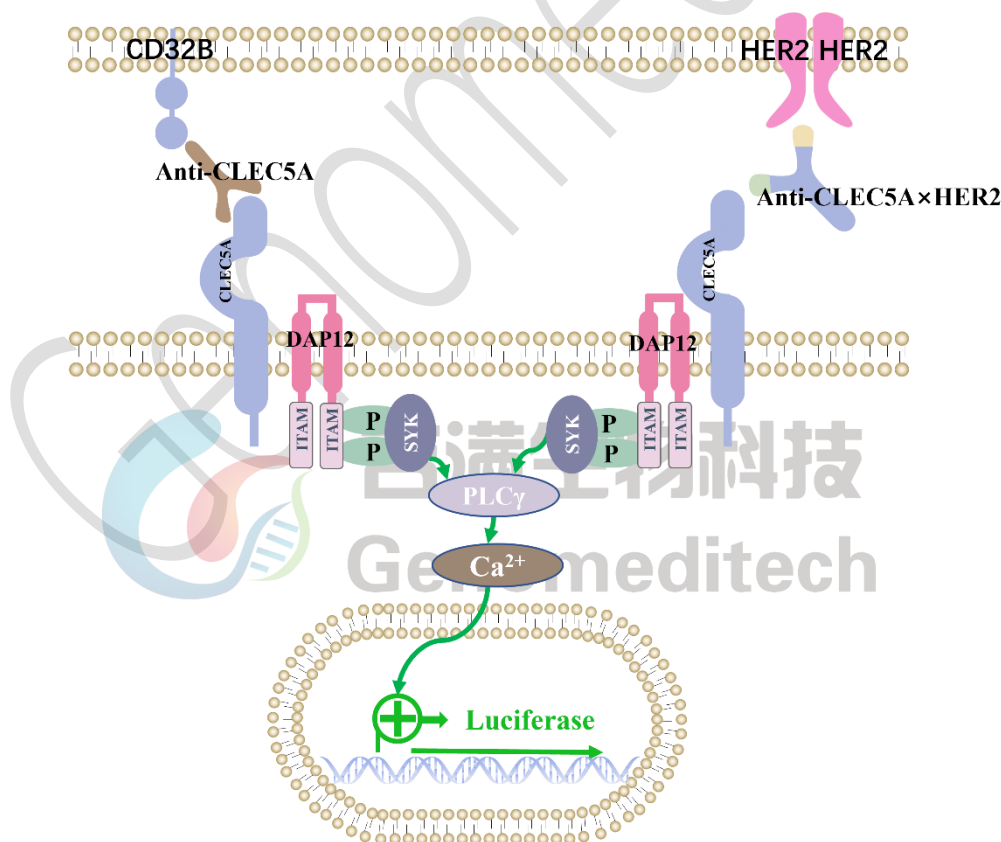 CD32B
HER2 HER2
Anti-CLEC5A
Anti-CLEC5A×HER2
CLEC5A
CLEC5A
DAP12
DAP12
ITAM
ITAM
P
P
SYK
SYK
P
P
ITAM
ITAM
PLCγ
吉满生物科技
Ca²⁺
Genomeditech
Luciferase
Genomed